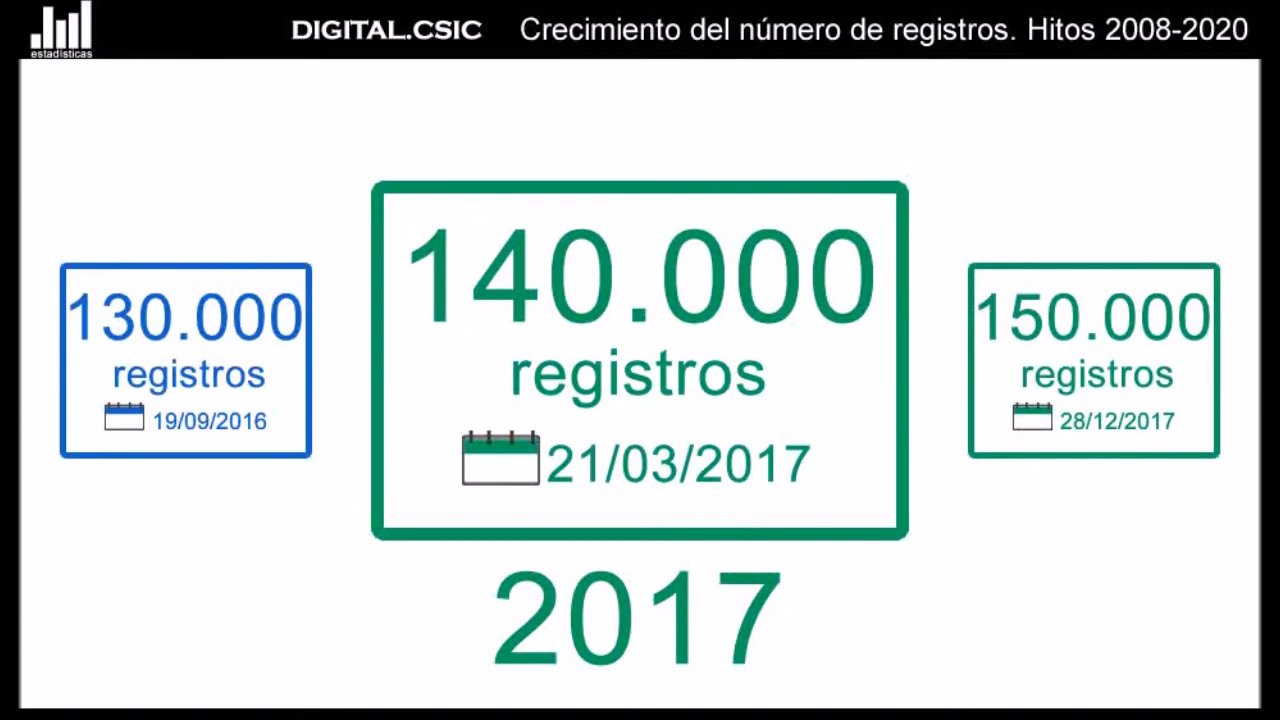 estadísticas
DIGITAL.CSIC Crecimiento del número de registros. Hitos 2008-2020
130.000
registros
19/09/2016
140.000
registros
21/03/2017
150.000
registros
28/12/2017
2017